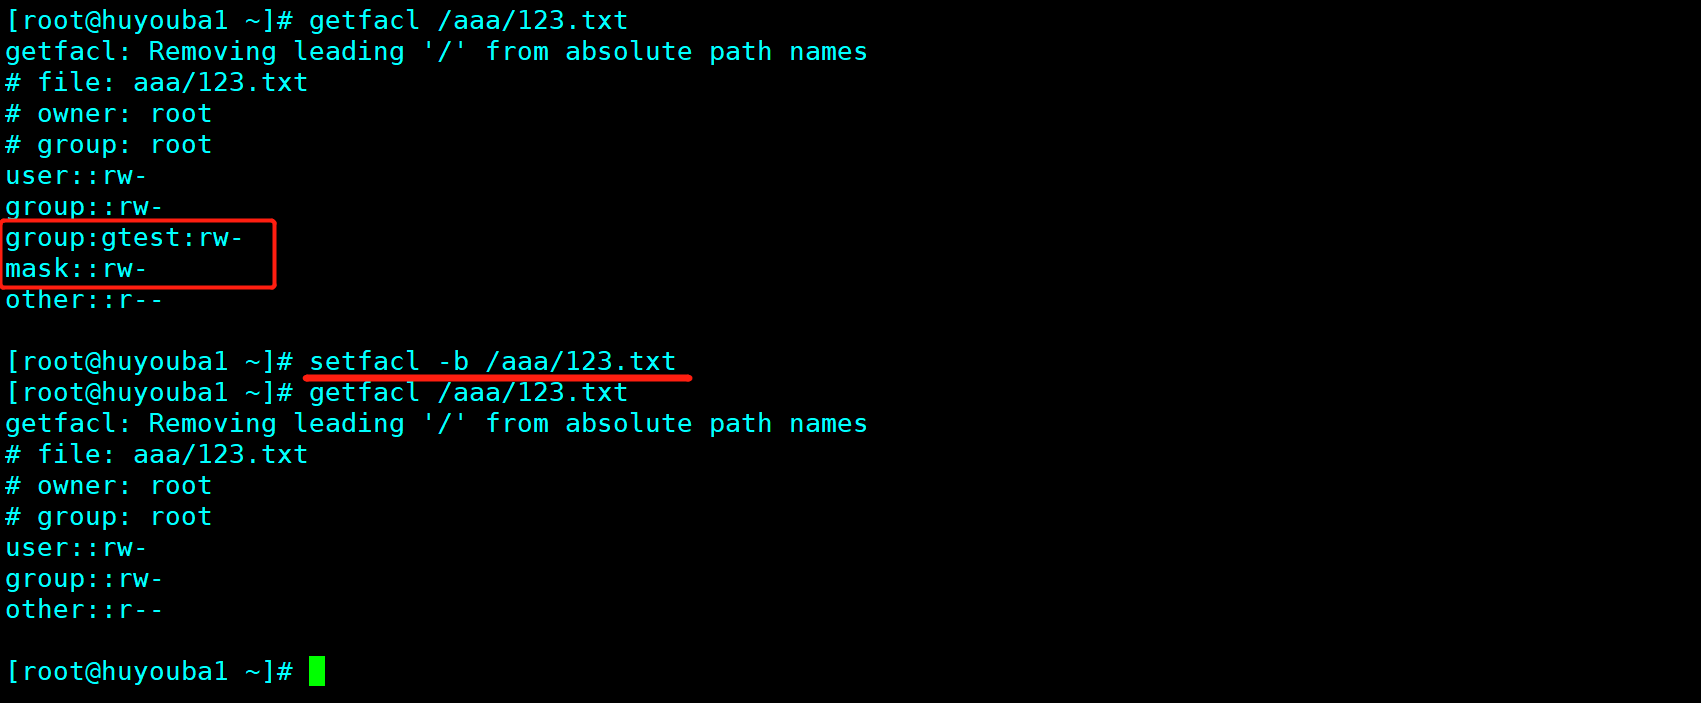 [root@huyouba1 ~]# getfacl /aaa/123.txt
getfacl: Removing leading '/' from absolute path names
# file: aaa/123.txt
# owner: root
# group: root
user::rw-
group::rw-
group:gtest:rw-
mask::rw-
other::r--
[root@huyouba1 ~]# setfacl -b /aaa/123.txt
[root@huyouba1 ~]# getfacl /aaa/123.txt
getfacl: Removing leading '/' from absolute path names
# file: aaa/123.txt
# owner: root
# group: root
user::rw-
group::rw-
other::r--
[root@huyouba1 ~]#